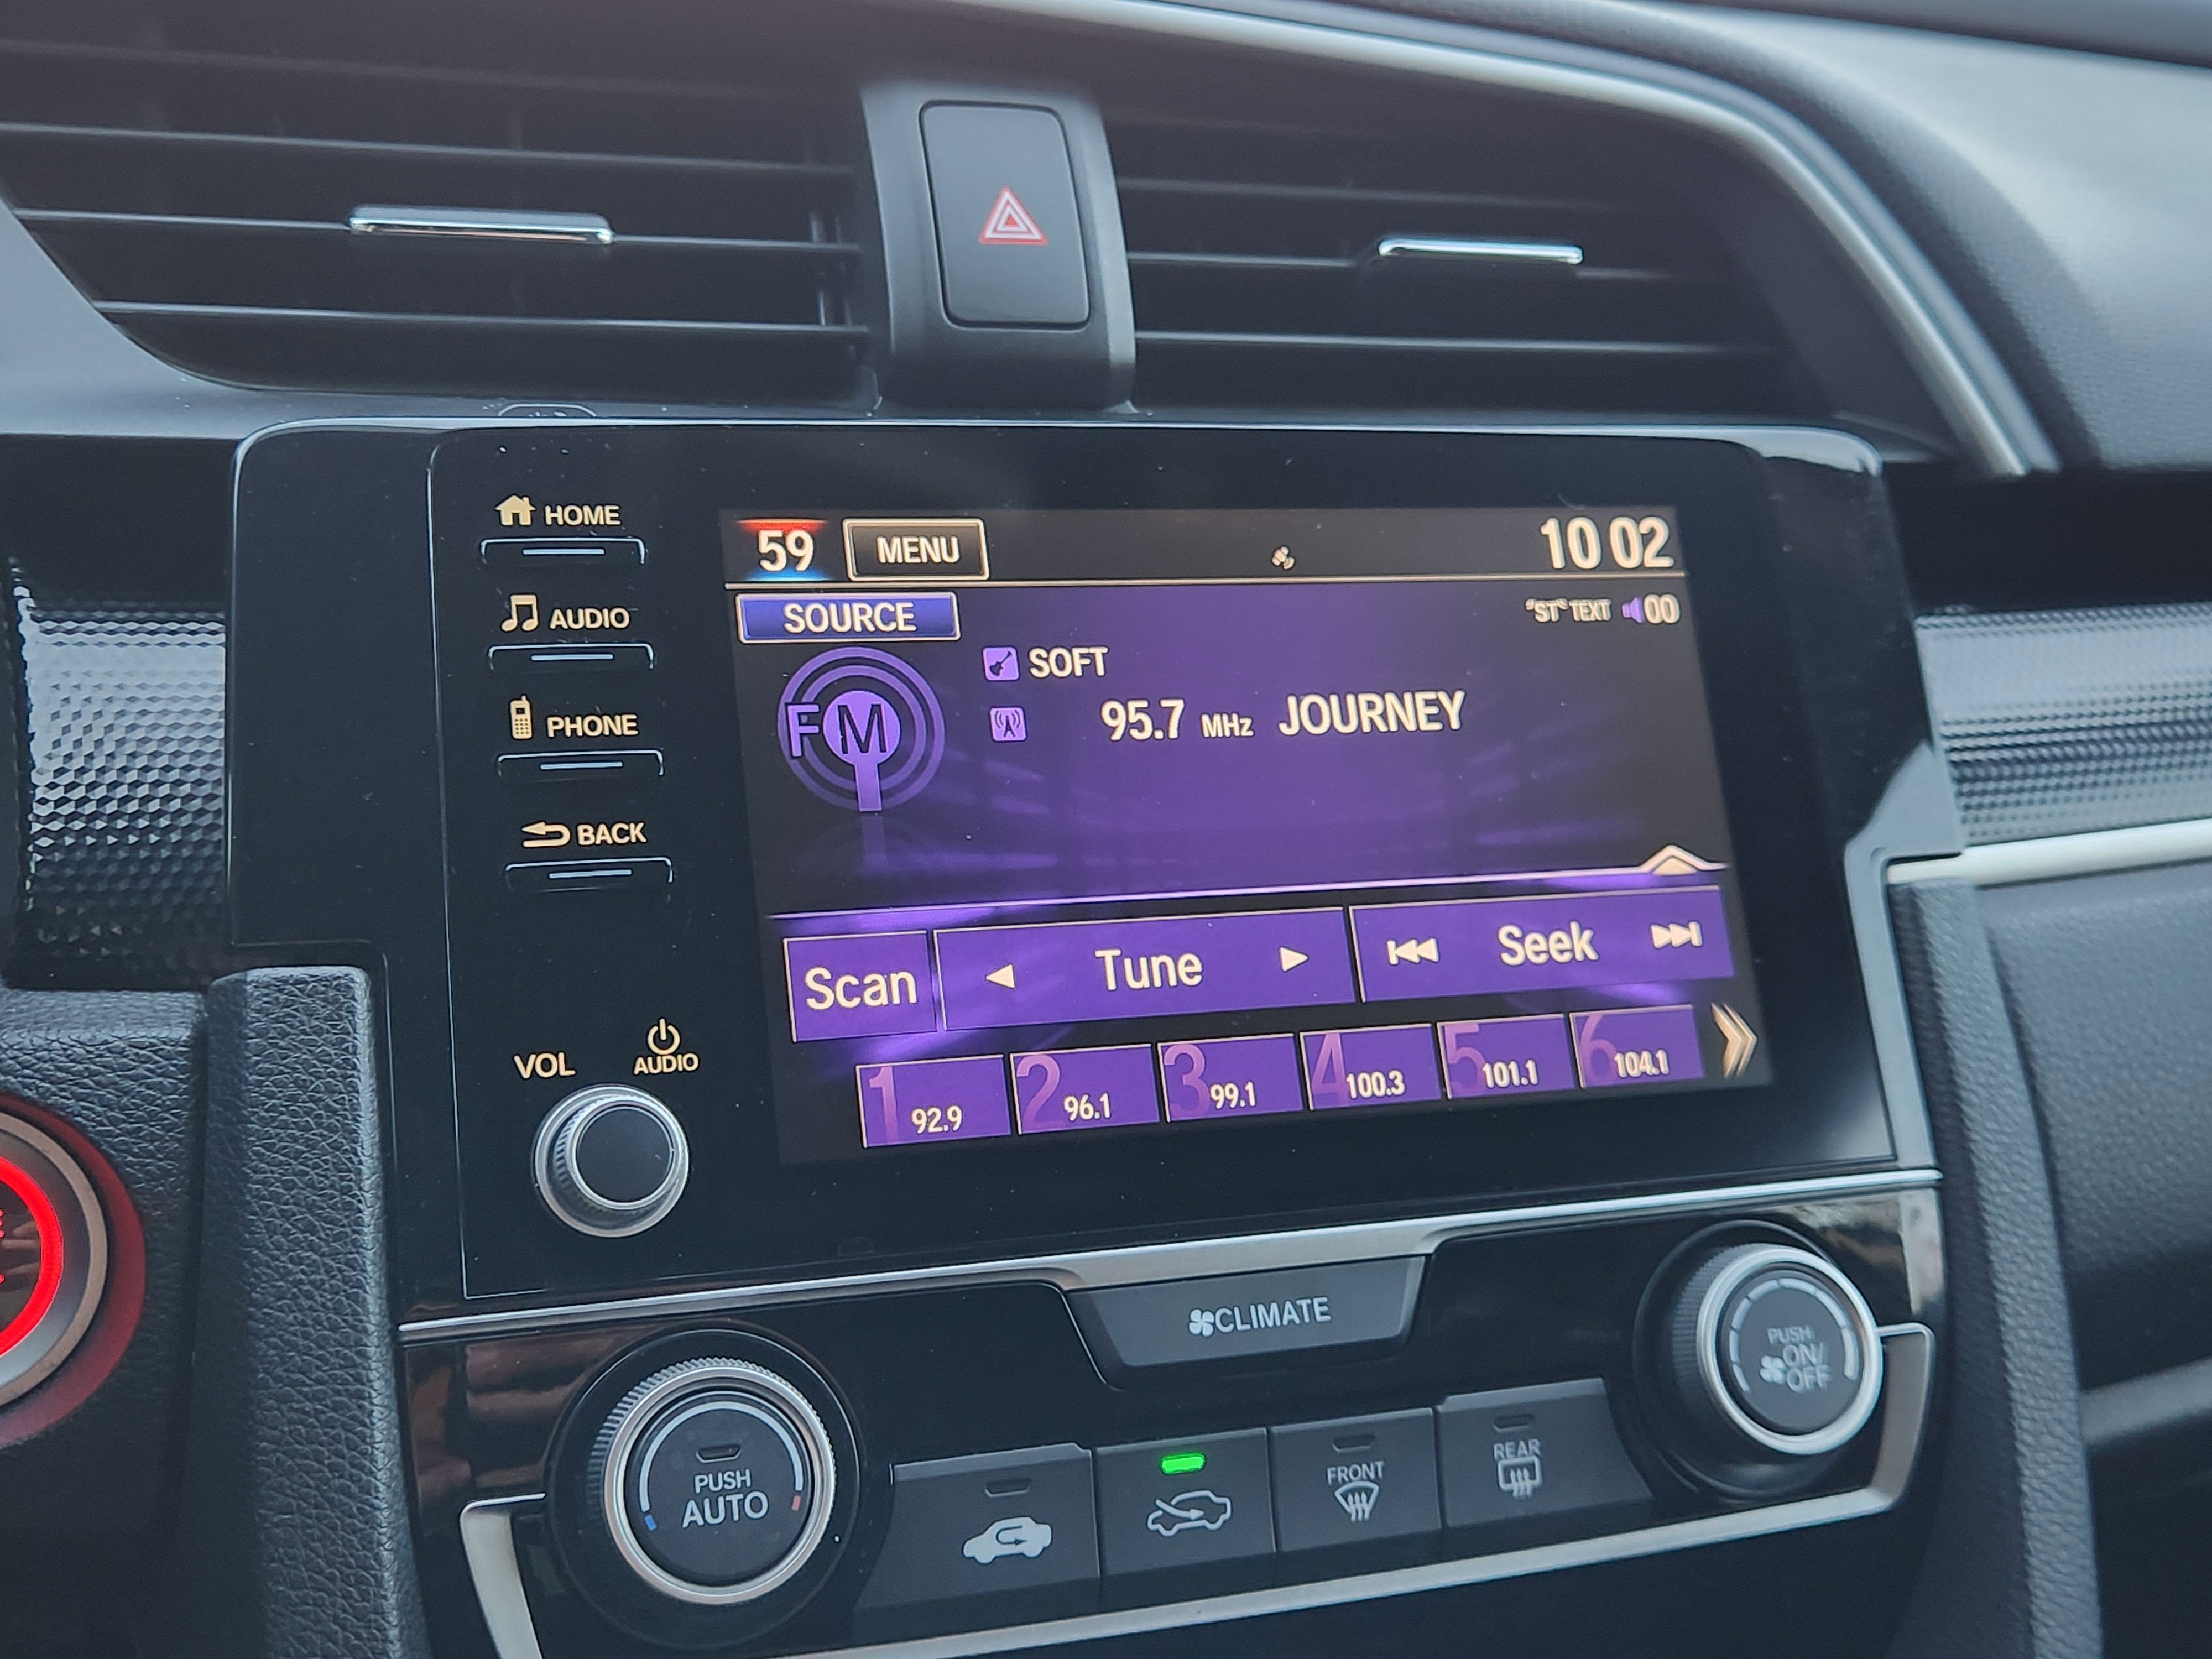 HOME
AUDIO
PHONE
BACK
VOL
AUDIO
59 MENU 10 02
SOURCE
"ST" TEXT 00
FM
SOFT
95.7 MHz JOURNEY
Scan Tune Seek
1 92.9 2 96.1 3 99.1 4 100.3 5 101.1 6 104.1
CLIMATE
PUSH
AUTO
FRONT
REAR
PUSH
ON/
OFF